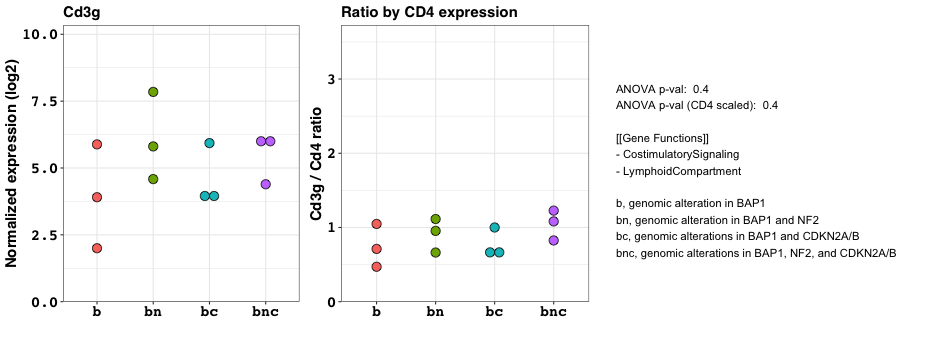 Cd3g
Normalized expression (log2)
10.0
7.5
5.0
2.5
0.0
b bn bc bnc
Ratio by CD4 expression
Cd3g / Cd4 ratio
3
2
1
0
b bn bc bnc
ANOVA p-val: 0.4
ANOVA p-val (CD4 scaled): 0.4
[[Gene Functions]]
- CostimulatorySignaling
- LymphoidCompartment
b, genomic alteration in BAP1
bn, genomic alteration in BAP1 and NF2
bc, genomic alterations in BAP1 and CDKN2A/B
bnc, genomic alterations in BAP1, NF2, and CDKN2A/B